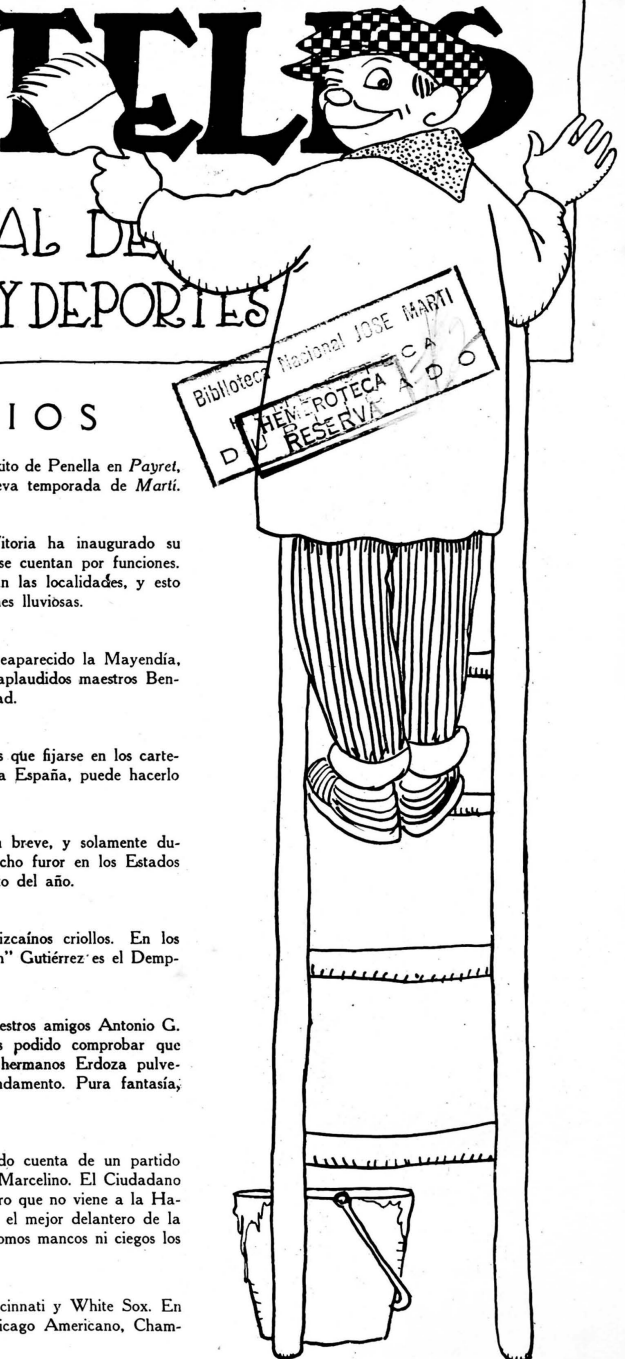 TELES
AL DE
Y DEPORTES
Biblioteca Nacional JOSE MARTI
HEMEROTECA
RESERVA
IOS
ito de Penella en Payret,
eva temporada de Martí.
itoria ha inaugurado su
se cuentan por funciones.
n las localidades, y esto
es lluviosas.
eaparecido la Mayendía,
aplaudidos maestros Ben-
ad.
s que fijarse en los carte-
a España, puede hacerlo
n breve, y solamente du-
cho furor en los Estados
o del año.
izcaínos criollos. En los
n" Gutiérrez es el Demp-
estros amigos Antonio G.
s podido comprobar que
hermanos Erdoza pulve-
ndamento. Pura fantasía,
do cuenta de un partido
Marcelino. El Ciudadano
ro que no viene a la Ha-
el mejor delantero de la
omos mancos ni ciegos los
cinnati y White Sox. En
icago Americano, Cham-